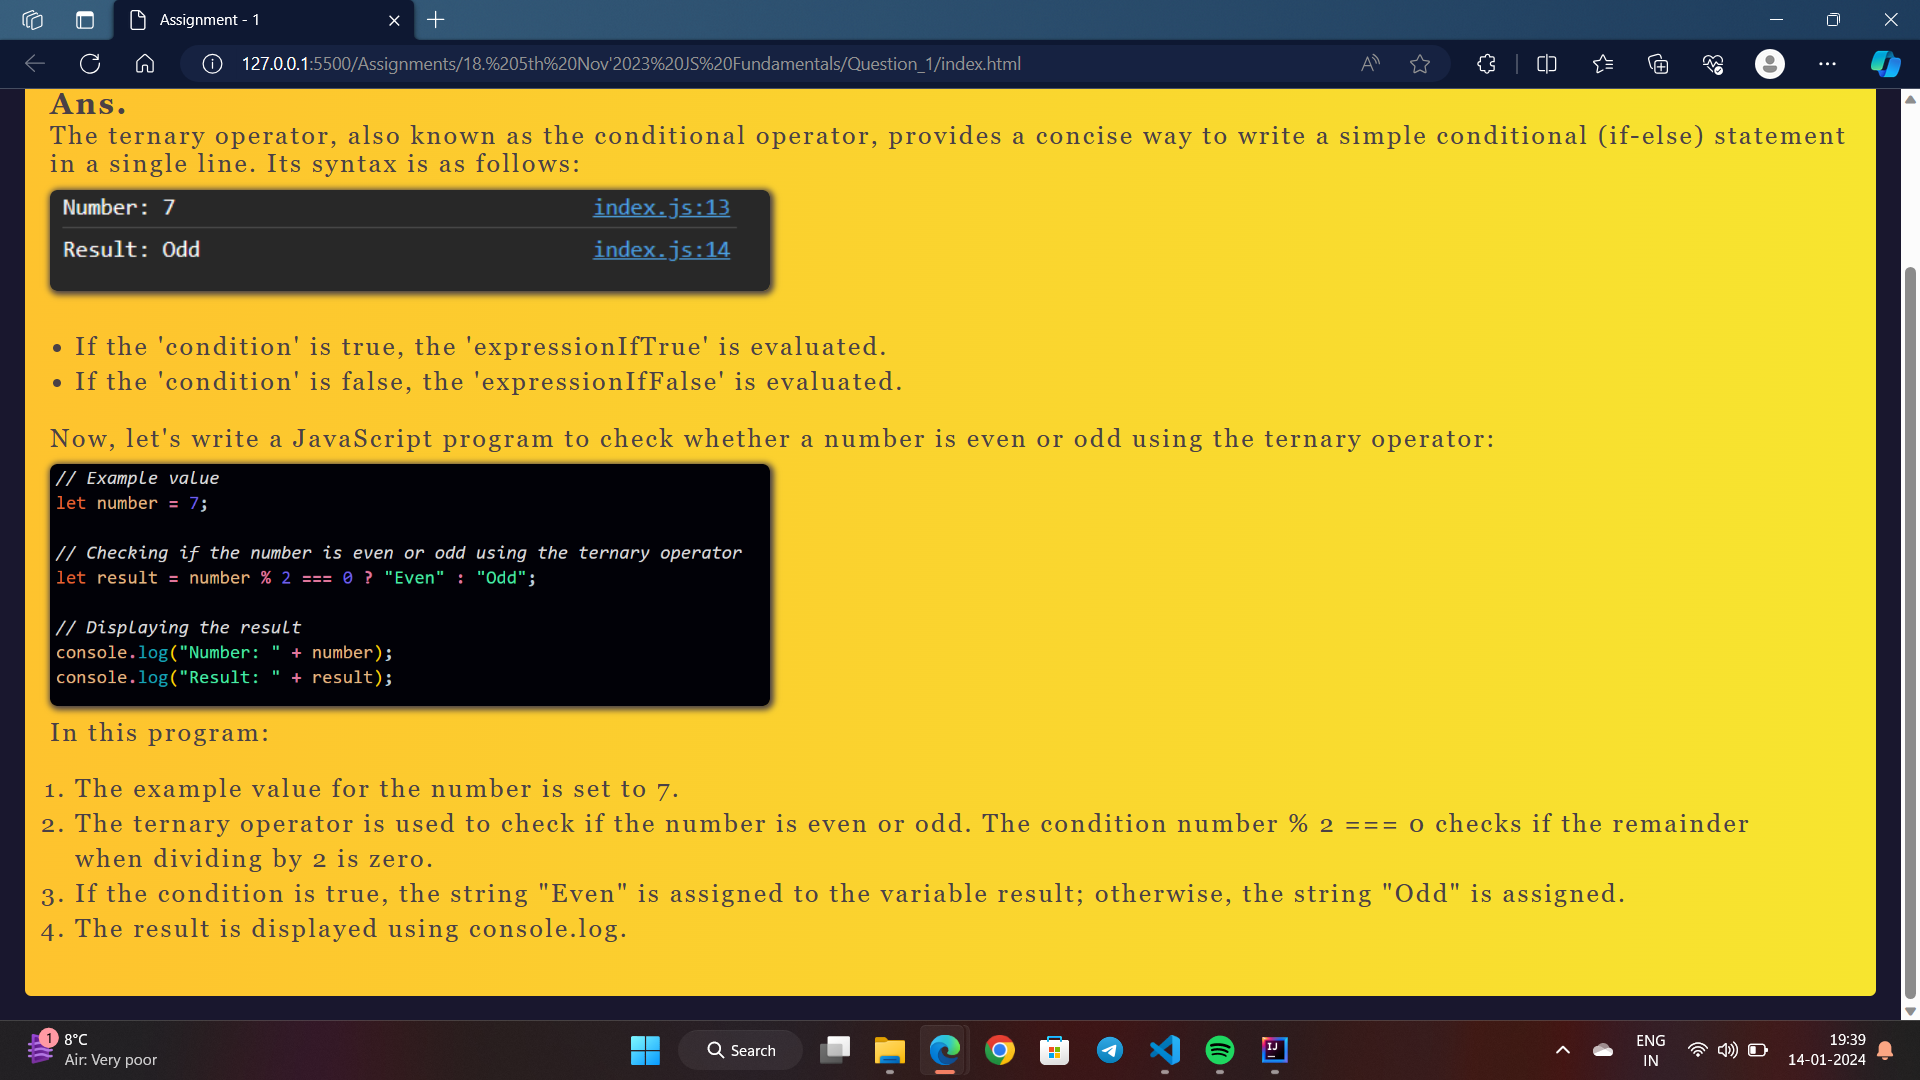 Assignment - 1
127.0.0.1:5500/Assignments/18.%205th%20Nov'2023%20JS%20Fundamentals/Question_1/index.html
Ans.
The ternary operator, also known as the conditional operator, provides a concise way to write a simple conditional (if-else) statement
in a single line. Its syntax is as follows:
Number: 7 index.js:13
Result: Odd index.js:14
• If the 'condition' is true, the 'expressionIfTrue' is evaluated.
• If the 'condition' is false, the 'expressionIfFalse' is evaluated.
Now, let's write a JavaScript program to check whether a number is even or odd using the ternary operator:
// Example value
let number = 7;
// Checking if the number is even or odd using the ternary operator
let result = number % 2 === 0 ? "Even" : "Odd";
// Displaying the result
console.log("Number: " + number);
console.log("Result: " + result);
In this program:
1. The example value for the number is set to 7.
2. The ternary operator is used to check if the number is even or odd. The condition number % 2 === 0 checks if the remainder
when dividing by 2 is zero.
3. If the condition is true, the string "Even" is assigned to the variable result; otherwise, the string "Odd" is assigned.
4. The result is displayed using console.log.
1
8°C
Air: Very poor
Search
IJ
ENG
IN
19:39
14-01-2024